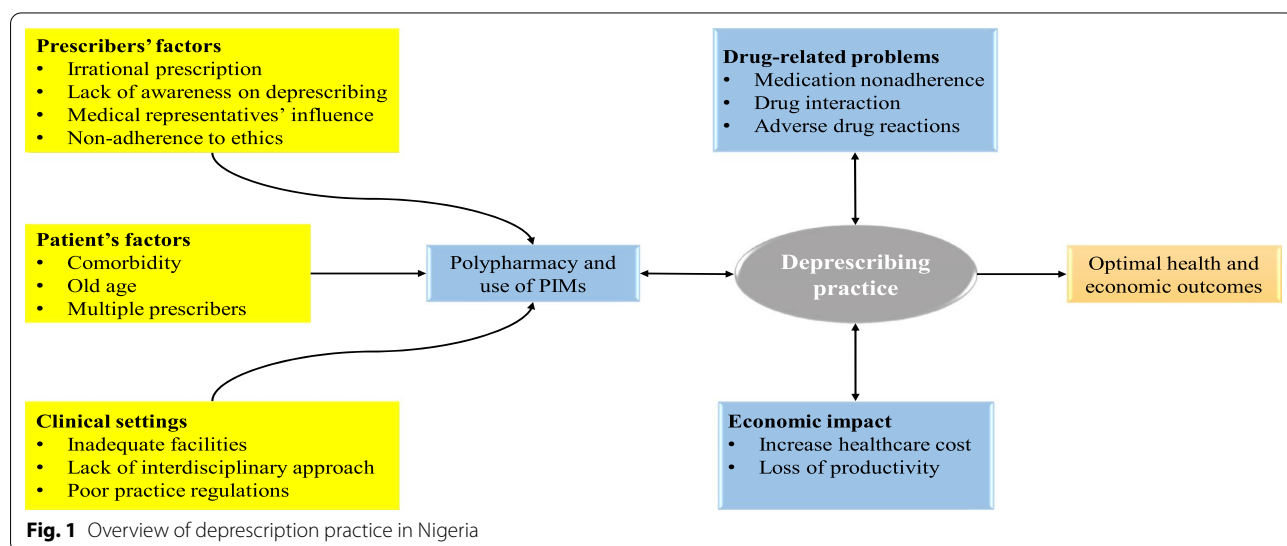 Prescribers' factors
• Irrational prescription
• Lack of awareness on deprescribing
• Medical representatives' influence
• Non-adherence to ethics
Patient's factors
• Comorbidity
• Old age
• Multiple prescribers
Clinical settings
• Inadequate facilities
• Lack of interdisciplinary approach
• Poor practice regulations
Polypharmacy and
use of PIMs
Drug-related problems
• Medication nonadherence
• Drug interaction
• Adverse drug reactions
Deprescribing
practice
Economic impact
• Increase healthcare cost
• Loss of productivity
Optimal health and
economic outcomes
Fig. 1 Overview of deprescription practice in Nigeria